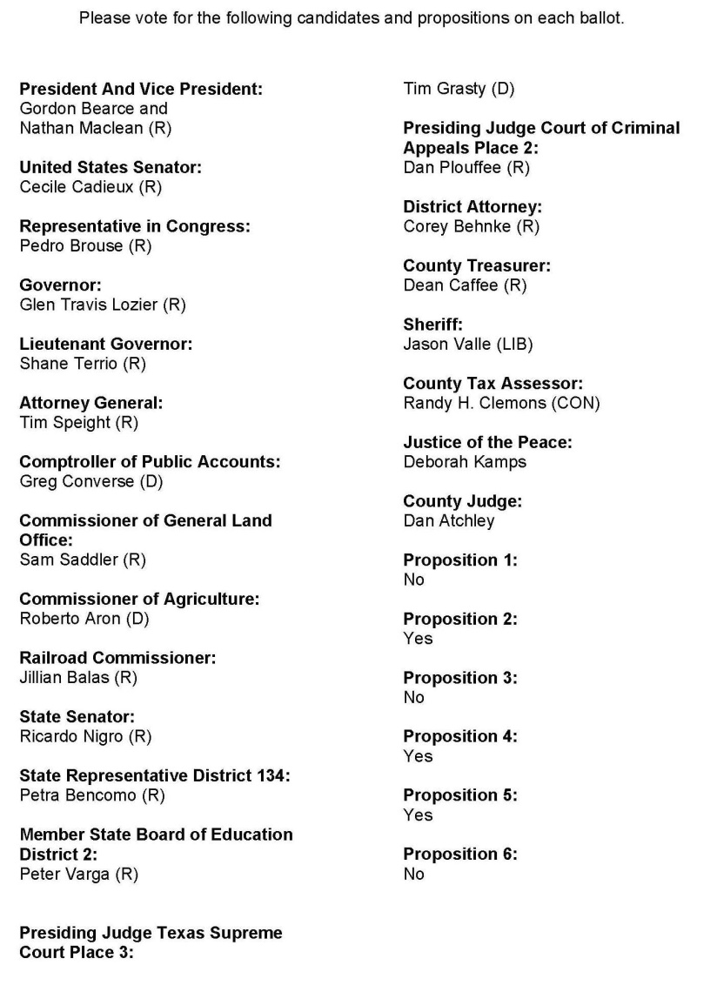 Please vote for the following candidates and propositions on each ballot.
President And Vice President:
Gordon Bearce and
Nathan Maclean (R)
United States Senator:
Cecile Cadieux (R)
Representative in Congress:
Pedro Brouse (R)
Governor:
Glen Travis Lozier (R)
Lieutenant Governor:
Shane Terrio (R)
Attorney General:
Tim Speight (R)
Comptroller of Public Accounts:
Greg Converse (D)
Commissioner of General Land
Office:
Sam Saddler (R)
Commissioner of Agriculture:
Roberto Aron (D)
Railroad Commissioner:
Jillian Balas (R)
State Senator:
Ricardo Nigro (R)
State Representative District 134:
Petra Bencomo (R)
Member State Board of Education
District 2:
Peter Varga (R)
Presiding Judge Texas Supreme
Court Place 3:
Tim Grasty (D)
Presiding Judge Court of Criminal
Appeals Place 2:
Dan Plouffee (R)
District Attorney:
Corey Behnke (R)
County Treasurer:
Dean Caffee (R)
Sheriff:
Jason Valle (LIB)
County Tax Assessor:
Randy H. Clemons (CON)
Justice of the Peace:
Deborah Kamps
County Judge:
Dan Atchley
Proposition 1:
No
Proposition 2:
Yes
Proposition 3:
No
Proposition 4:
Yes
Proposition 5:
Yes
Proposition 6:
No